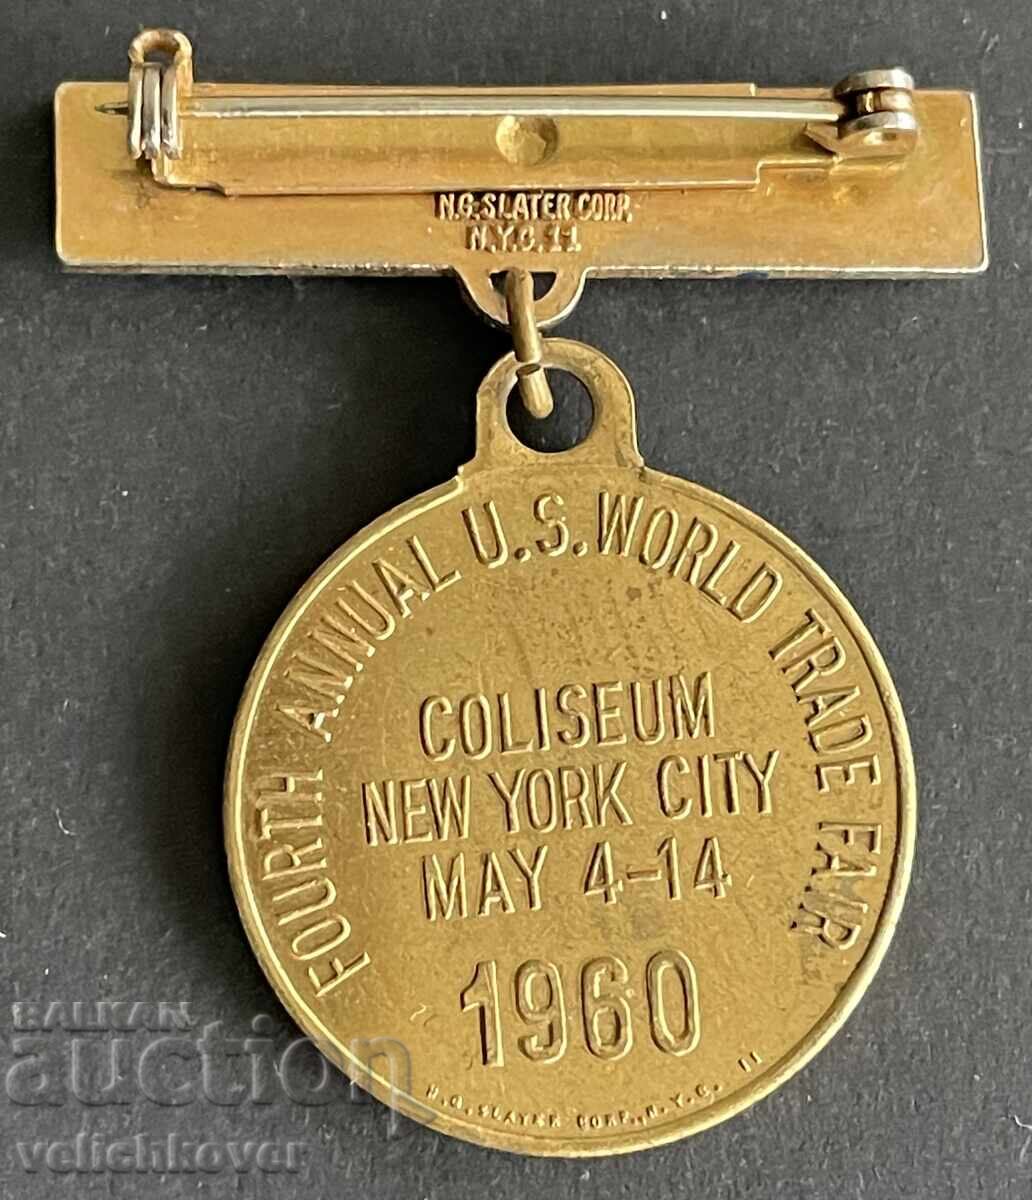 N.G. SLATER CORP.
N.Y.C. 11
FOURTH ANNUAL U.S. WORLD TRADE FAIR
COLISEUM
NEW YORK CITY
MAY 4-14
1960
N.G. SLATER CORP., N.Y.C. 11
BALKAN
auction
velichkover